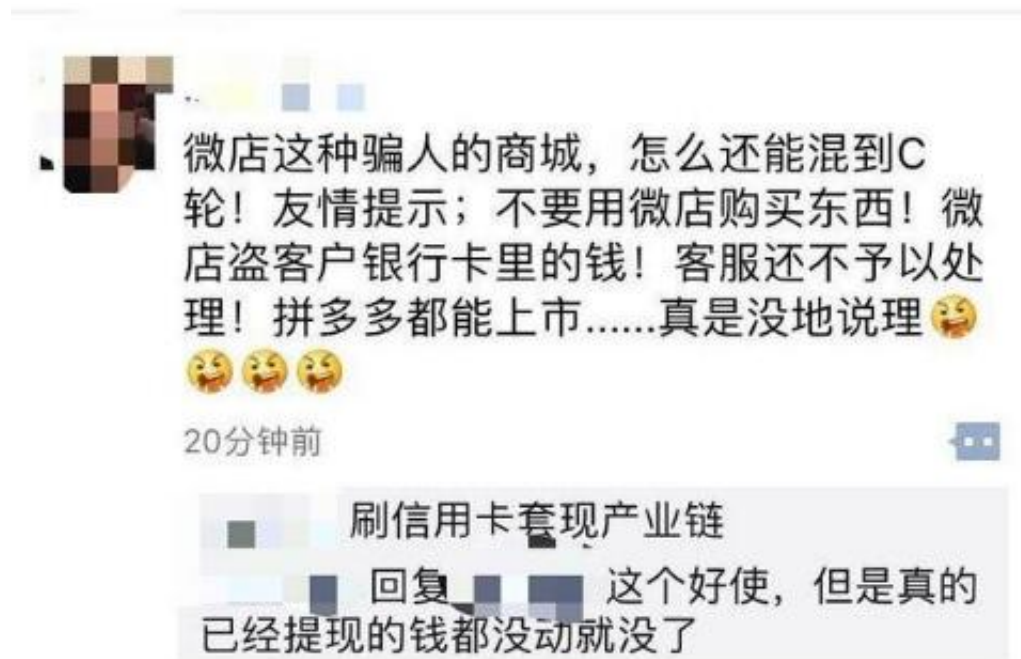 微店这种骗人的商城，怎么还能混到C
轮！友情提示；不要用微店购买东西！微
店盗客户银行卡里的钱！客服还不予以处
理！拼多多都能上市......真是没地说理
20分钟前
刷信用卡套现产业链
回复 这个好使，但是真的
已经提现的钱都没动就没了